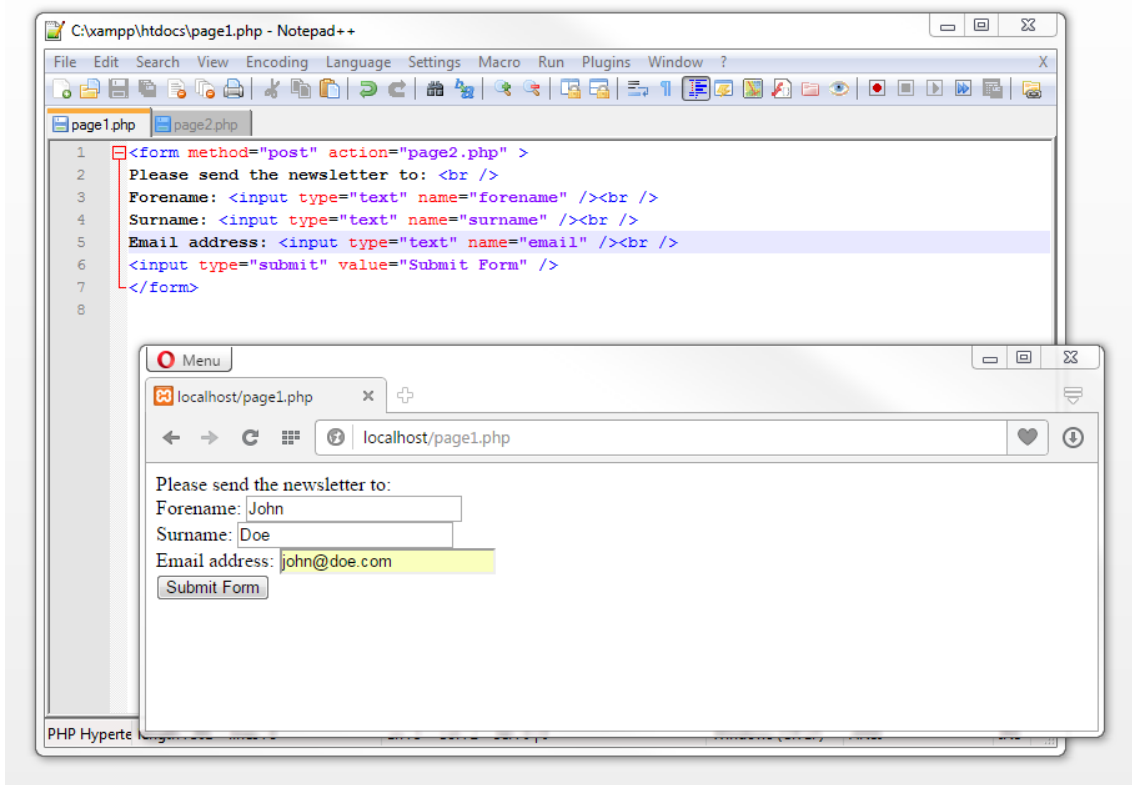 C:\xampp\htdocs\page1.php - Notepad++
File Edit Search View Encoding Language Settings Macro Run Plugins Window ? X
page1.php page2.php
1 <form method="post" action="page2.php" >
2 Please send the newsletter to: <br />
3 Forename: <input type="text" name="forename" /><br />
4 Surname: <input type="text" name="surname" /><br />
5 Email address: <input type="text" name="email" /><br />
6 <input type="submit" value="Submit Form" />
7 </form>
8
Menu
localhost/page1.php
localhost/page1.php
Please send the newsletter to:
Forename: John
Surname: Doe
Email address: john@doe.com
Submit Form
PHP Hyperte